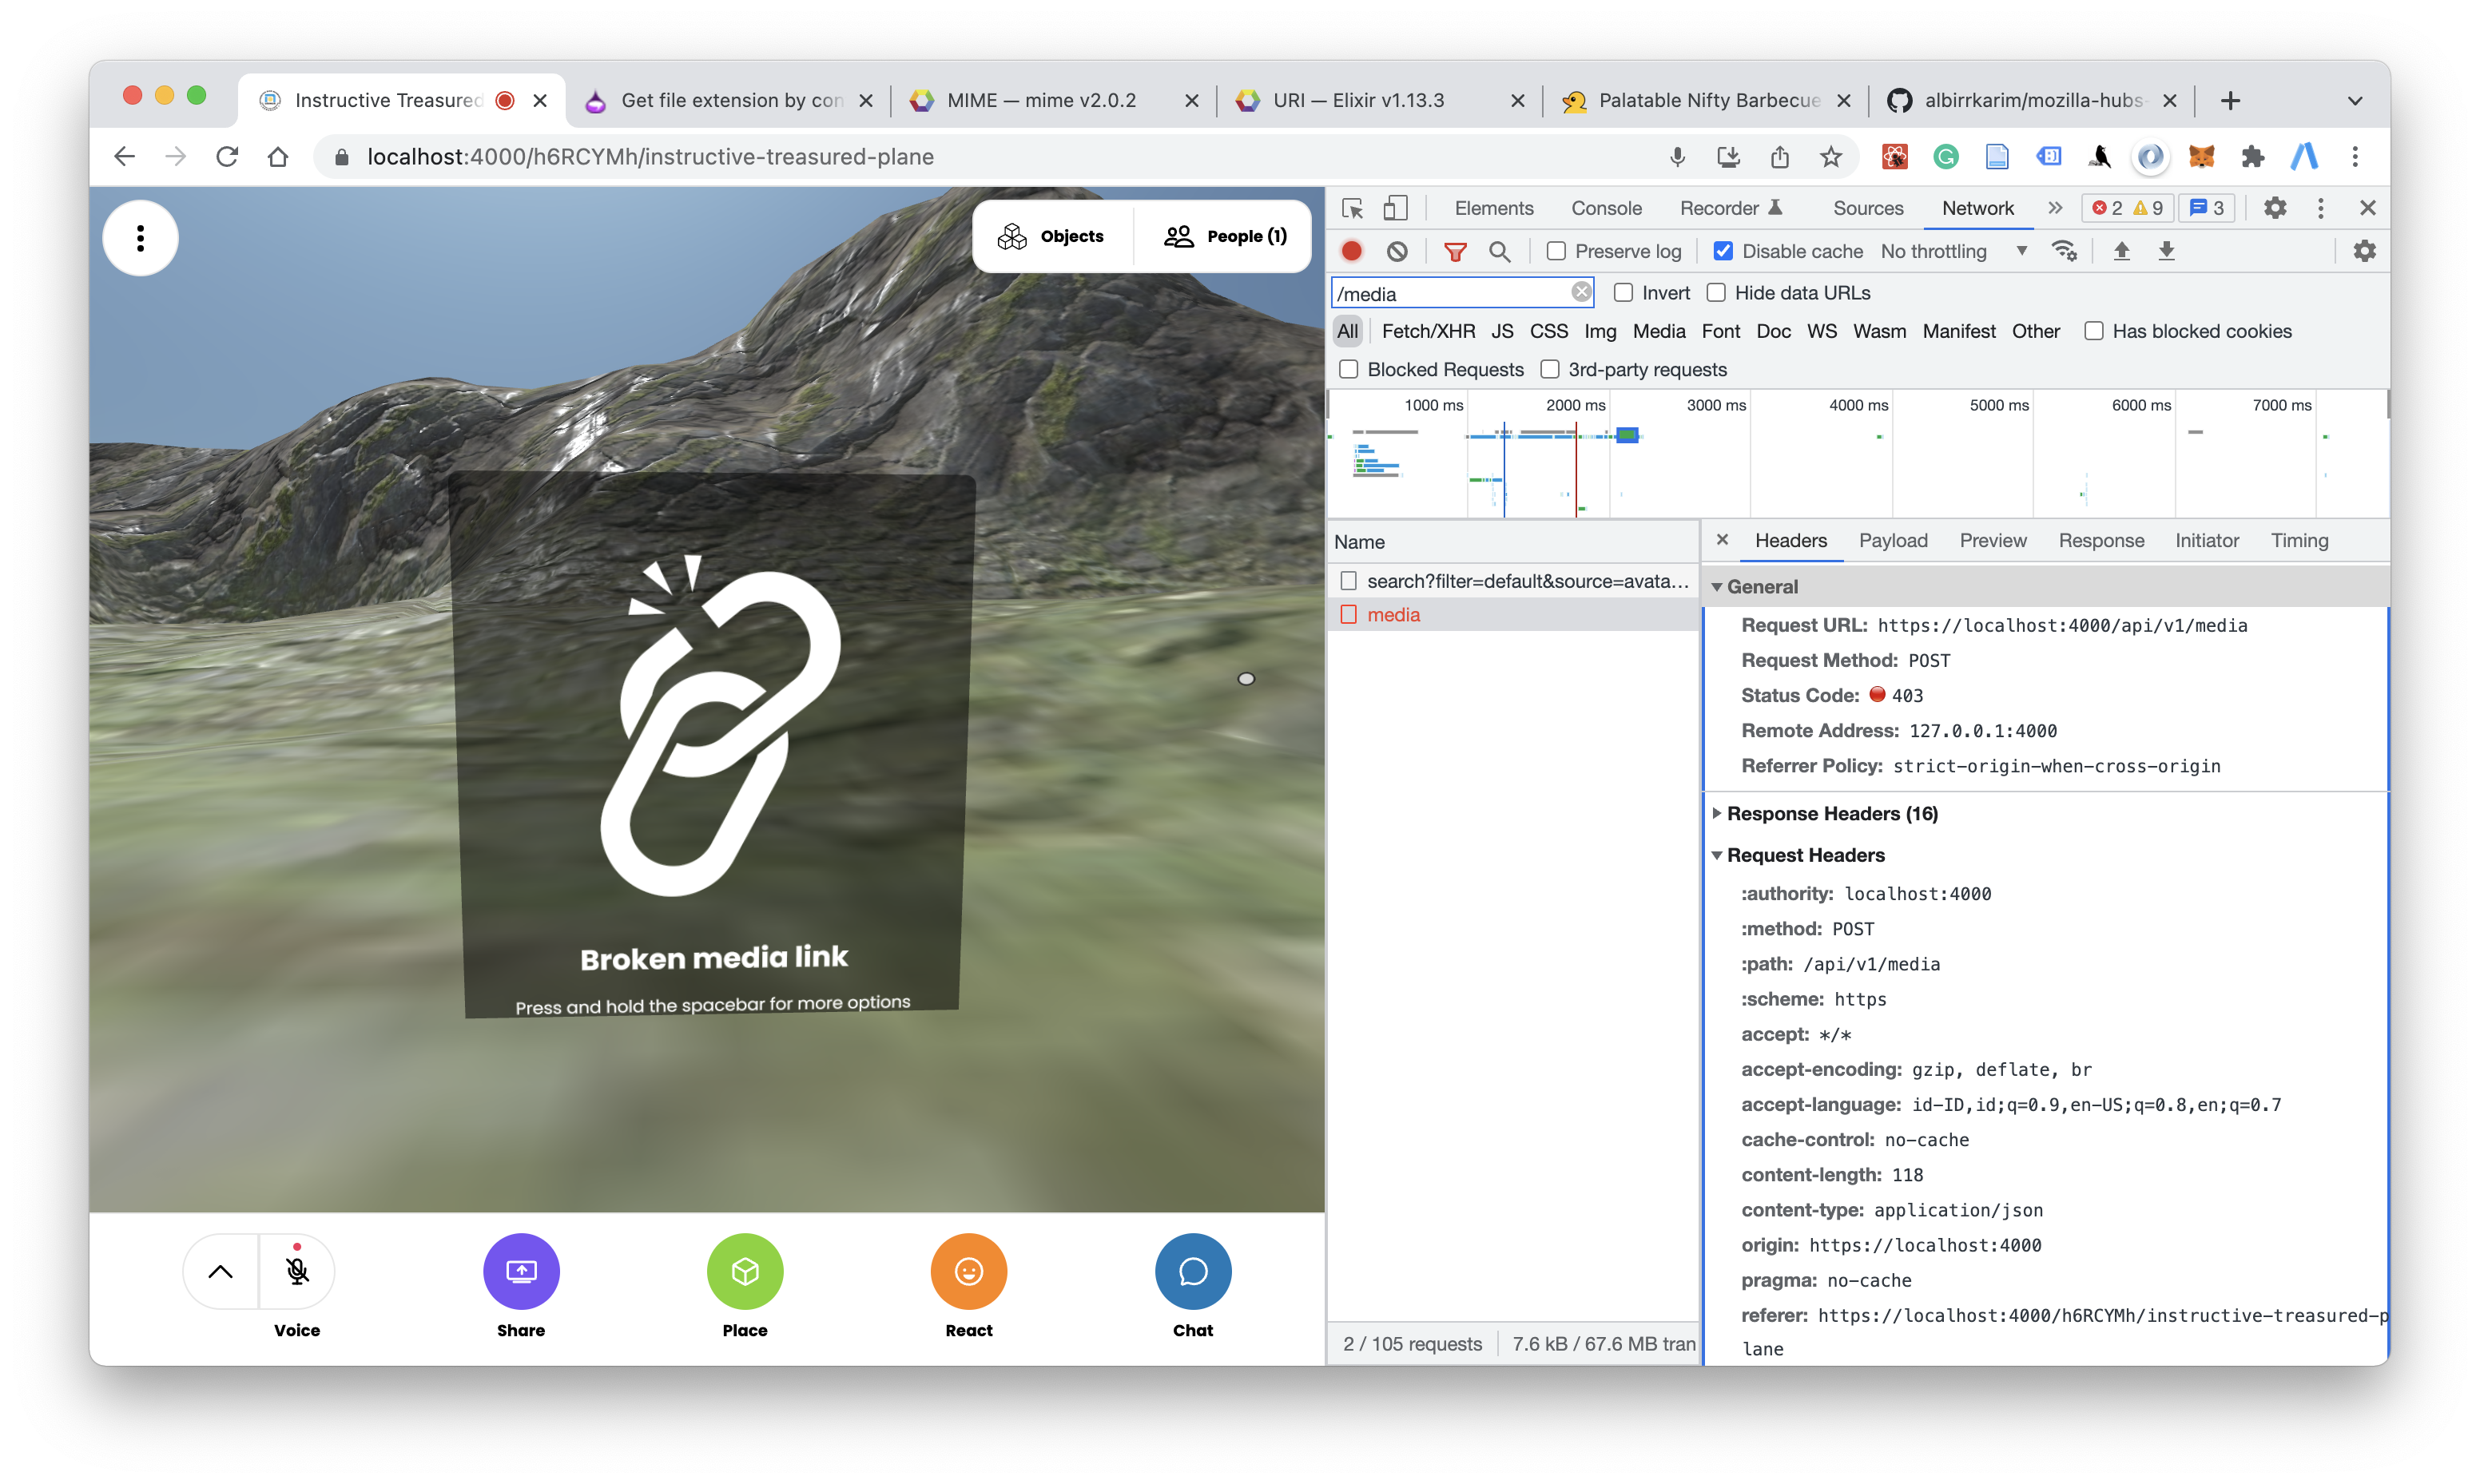 Instructive Treasured
Get file extension by con
MIME — mime v2.0.2
URI — Elixir v1.13.3
Palatable Nifty Barbecue
albirrkarim/mozilla-hubs-
localhost:4000/h6RCYMh/instructive-treasured-plane
Objects
People (1)
Broken media link
Press and hold the spacebar for more options
Voice
Share
Place
React
Chat
Elements Console Recorder Sources Network 2 9 3
Preserve log Disable cache No throttling
/media Invert Hide data URLs
All Fetch/XHR JS CSS Img Media Font Doc WS Wasm Manifest Other Has blocked cookies
Blocked Requests 3rd-party requests
1000 ms 2000 ms 3000 ms 4000 ms 5000 ms 6000 ms 7000 ms
Name
search?filter=default&source=avata…
media
2 / 105 requests 7.6 kB / 67.6 MB tran
Headers Payload Preview Response Initiator Timing
General
Request URL: https://localhost:4000/api/v1/media
Request Method: POST
Status Code: 403
Remote Address: 127.0.0.1:4000
Referrer Policy: strict-origin-when-cross-origin
Response Headers (16)
Request Headers
:authority: localhost:4000
:method: POST
:path: /api/v1/media
:scheme: https
accept: */*
accept-encoding: gzip, deflate, br
accept-language: id-ID,id;q=0.9,en-US;q=0.8,en;q=0.7
cache-control: no-cache
content-length: 118
content-type: application/json
origin: https://localhost:4000
pragma: no-cache
referer: https://localhost:4000/h6RCYMh/instructive-treasured-p
lane